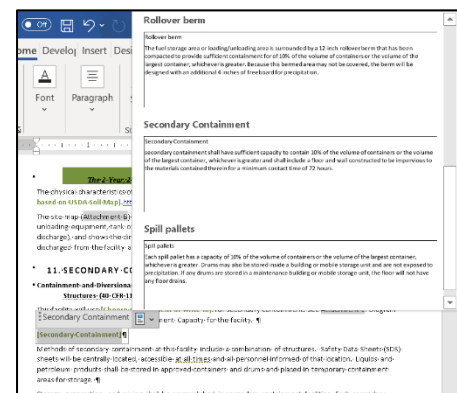 Off
ome Develop Insert Desi
Font Paragraph
Rollover berm
Rollover berm
The fuel storage area or loading/unloading area is surrounded by a 12-inch rollover berm that has been
compacted to provide sufficient containment for of 10% of the volume of containers or the volume of the
largest container, whichever is greater. Because this bermed area may not be covered, the berm will be
designed with an additional 4 inches of freeboard for precipitation.
Secondary Containment
Secondary Containment
secondary containment shall have sufficient capacity to contain 10% of the volume of containers or the volume
of the largest container, whichever is greater and shall include a floor and wall constructed to be impervious to
the materials contained therein for a minimum contact time of 72 hours.
Spill pallets
Spill pallets
Each spill pallet has a capacity of 10% of the volume of containers or the volume of the largest container,
whichever is greater. Drums may also be stored inside a building or mobile storage unit and are not exposed to
precipitation. If any drums are stored in a maintenance building or mobile storage unit, the floor will not have
any floor drains.
The 2-Year, 2
The physical characteristics of
based on USDA Soil Map]
The site map (Attachment
unloading equipment, tank
discharge), and shows the dir
discharged from the facility a
11. SECONDARY CO
Containment and Diversiona
Structures (40 CFR 11
Secondary Containment
ment Capacity for the facility. ¶
[Secondary Containment]¶
Methods of secondary containment at this facility include a combination of structures. Safety Data Sheets (SDS)
sheets will be centrally located, accessible at all times and all personnel informed of that location. Liquids and
petroleum products shall be stored in approved containers and drums and placed in temporary containment
areas for storage. ¶